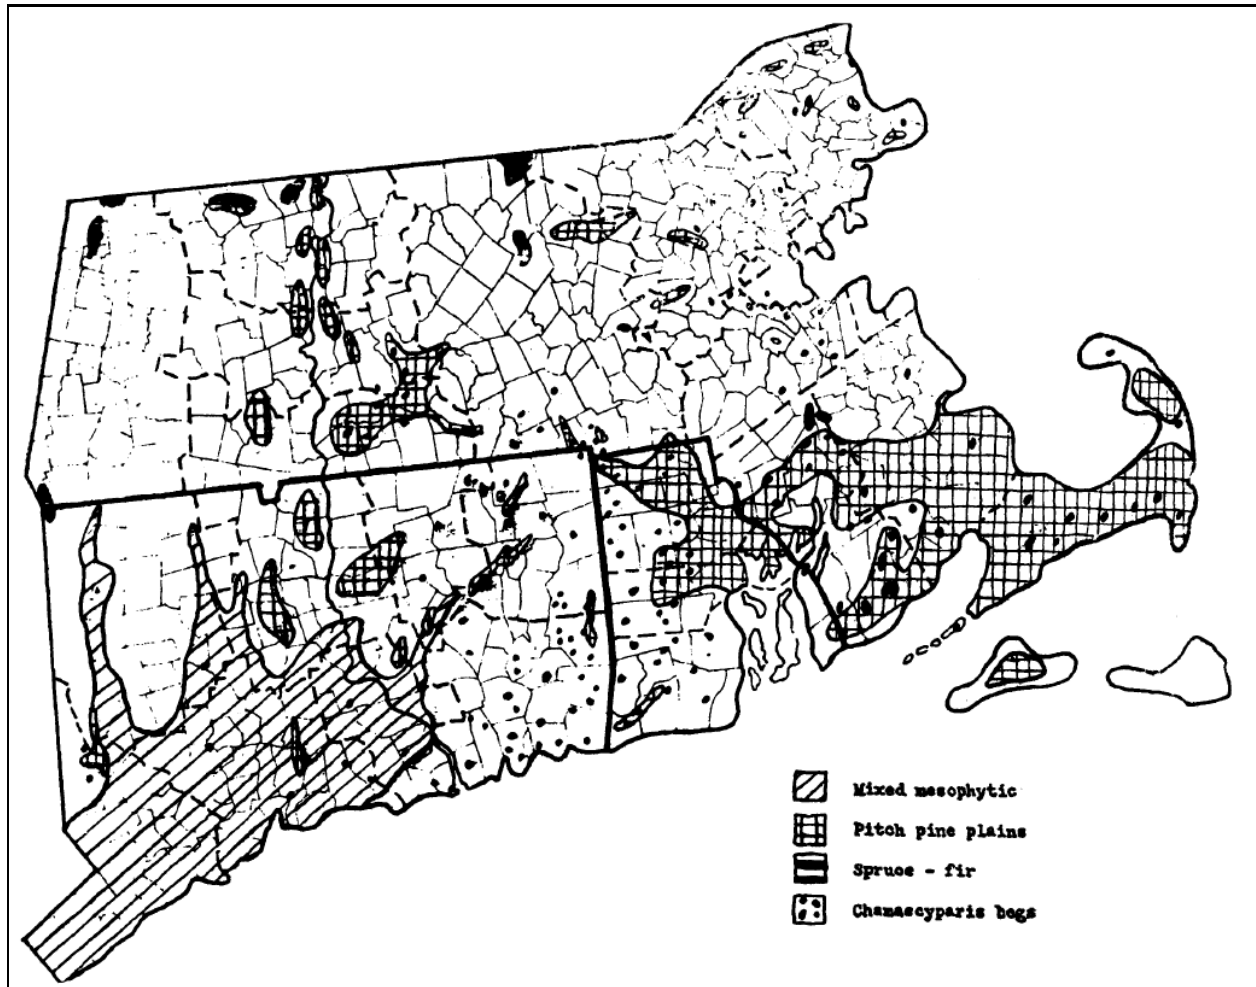 Mixed mesophytic
Pitch pine plains
Spruce - fir
Chamaecyparis bogs